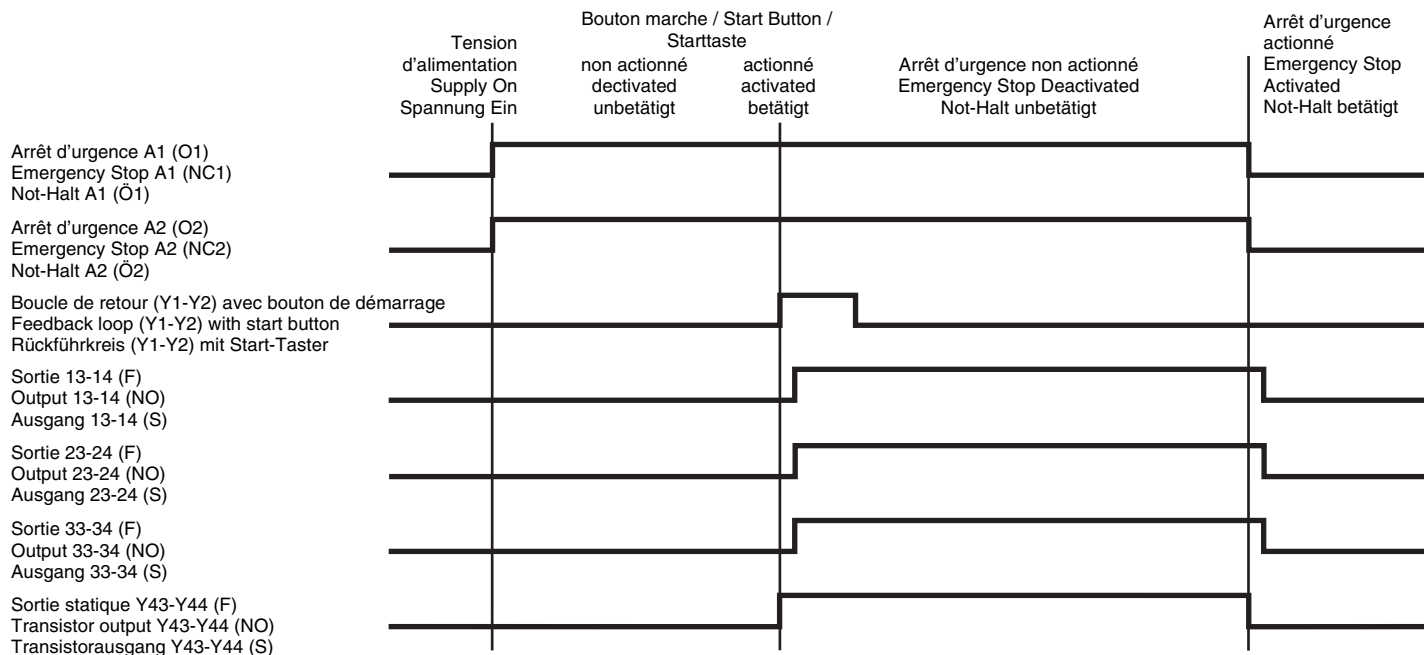 Bouton marche / Start Button /
Starttaste
Tension
d'alimentation
Supply On
Spannung Ein
non actionné
dectivated
unbetätigt
actionné
activated
betätigt
Arrêt d'urgence non actionné
Emergency Stop Deactivated
Not-Halt unbetätigt
Arrêt d'urgence
actionné
Emergency Stop
Activated
Not-Halt betätigt
Arrêt d'urgence A1 (O1)
Emergency Stop A1 (NC1)
Not-Halt A1 (Ö1)
Arrêt d'urgence A2 (O2)
Emergency Stop A2 (NC2)
Not-Halt A2 (Ö2)
Boucle de retour (Y1-Y2) avec bouton de démarrage
Feedback loop (Y1-Y2) with start button
Rückführkreis (Y1-Y2) mit Start-Taster
Sortie 13-14 (F)
Output 13-14 (NO)
Ausgang 13-14 (S)
Sortie 23-24 (F)
Output 23-24 (NO)
Ausgang 23-24 (S)
Sortie 33-34 (F)
Output 33-34 (NO)
Ausgang 33-34 (S)
Sortie statique Y43-Y44 (F)
Transistor output Y43-Y44 (NO)
Transistorausgang Y43-Y44 (S)